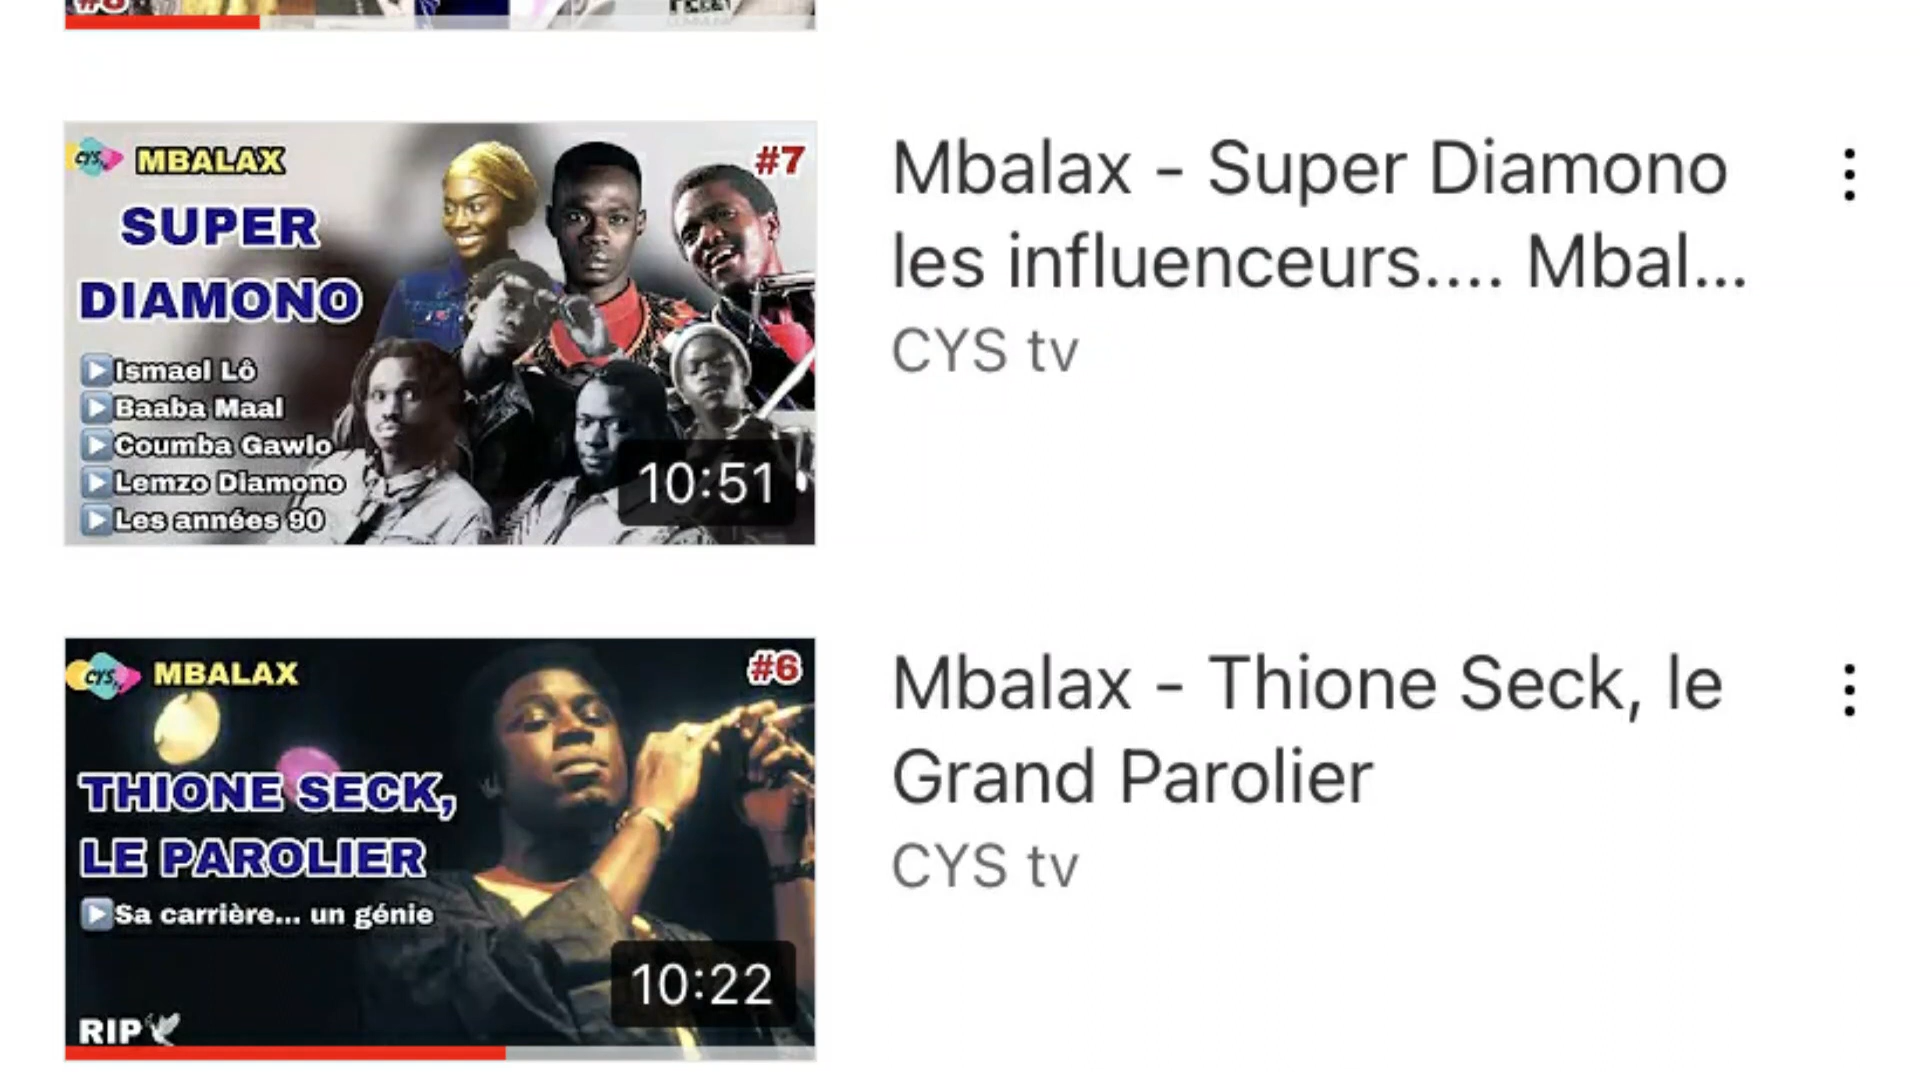 CYS
MBALAX
#7
SUPER
DIAMONO
Ismael Lô
Baaba Maal
Coumba Gawlo
Lemzo Diamono
Les années 90
10:51
Mbalax - Super Diamono
les influenceurs.... Mbal...
CYS tv
CYS
MBALAX
#6
THIONE SECK,
LE PAROLIER
Sa carrière... un génie
10:22
RIP
Mbalax - Thione Seck, le
Grand Parolier
CYS tv